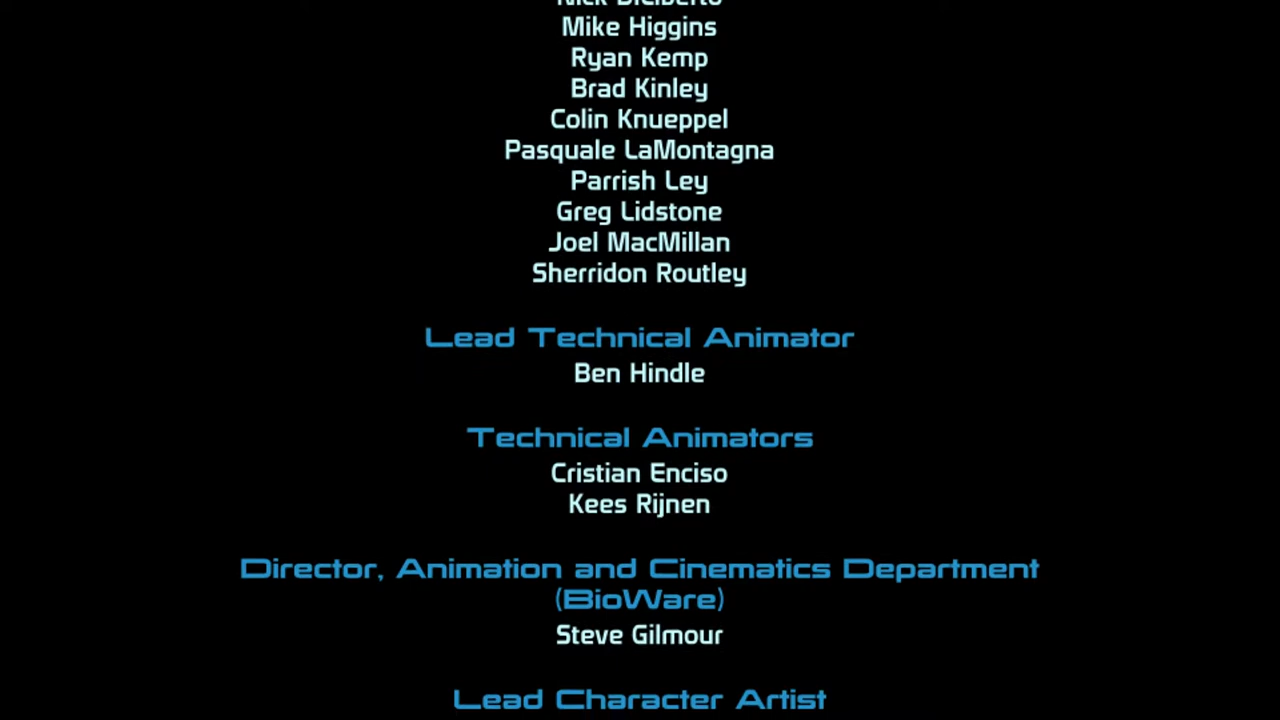 Mike Higgins
Ryan Kemp
Brad Kinley
Colin Knueppel
Pasquale LaMontagna
Parrish Ley
Greg Lidstone
Joel MacMillan
Sherridon Routley
Lead Technical Animator
Ben Hindle
Technical Animators
Cristian Enciso
Kees Rijnen
Director, Animation and Cinematics Department
(BioWare)
Steve Gilmour
Lead Character Artist